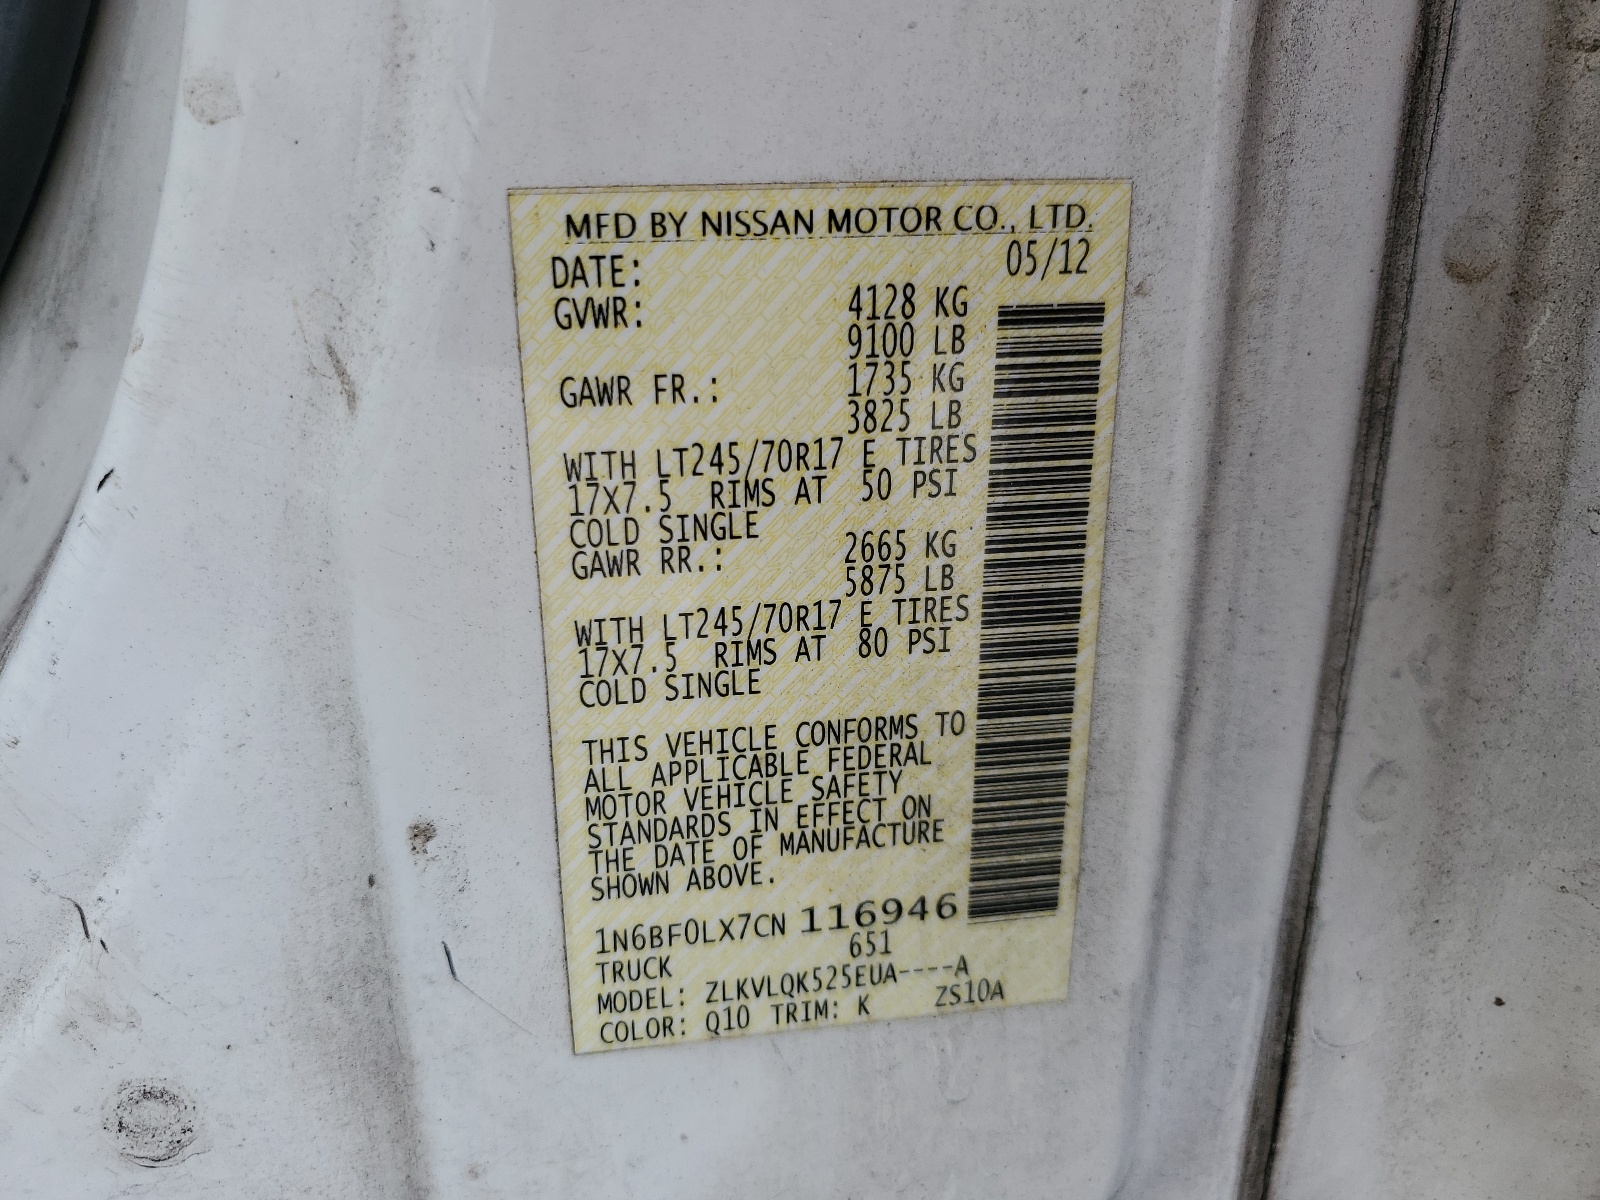 MFD BY NISSAN MOTOR CO., LTD.
DATE: 05/12
GVWR: 4128 KG
9100 LB
GAWR FR.: 1735 KG
3825 LB
WITH LT245/70R17 E TIRES
17X7.5 RIMS AT 50 PSI
COLD SINGLE
GAWR RR.: 2665 KG
5875 LB
WITH LT245/70R17 E TIRES
17X7.5 RIMS AT 80 PSI
COLD SINGLE
THIS VEHICLE CONFORMS TO
ALL APPLICABLE FEDERAL
MOTOR VEHICLE SAFETY
STANDARDS IN EFFECT ON
THE DATE OF MANUFACTURE
SHOWN ABOVE.
1N6BF0LX7CN 116946
TRUCK 651
MODEL: ZLKVLQK525EUA----A
COLOR: Q10 TRIM: K ZS10A